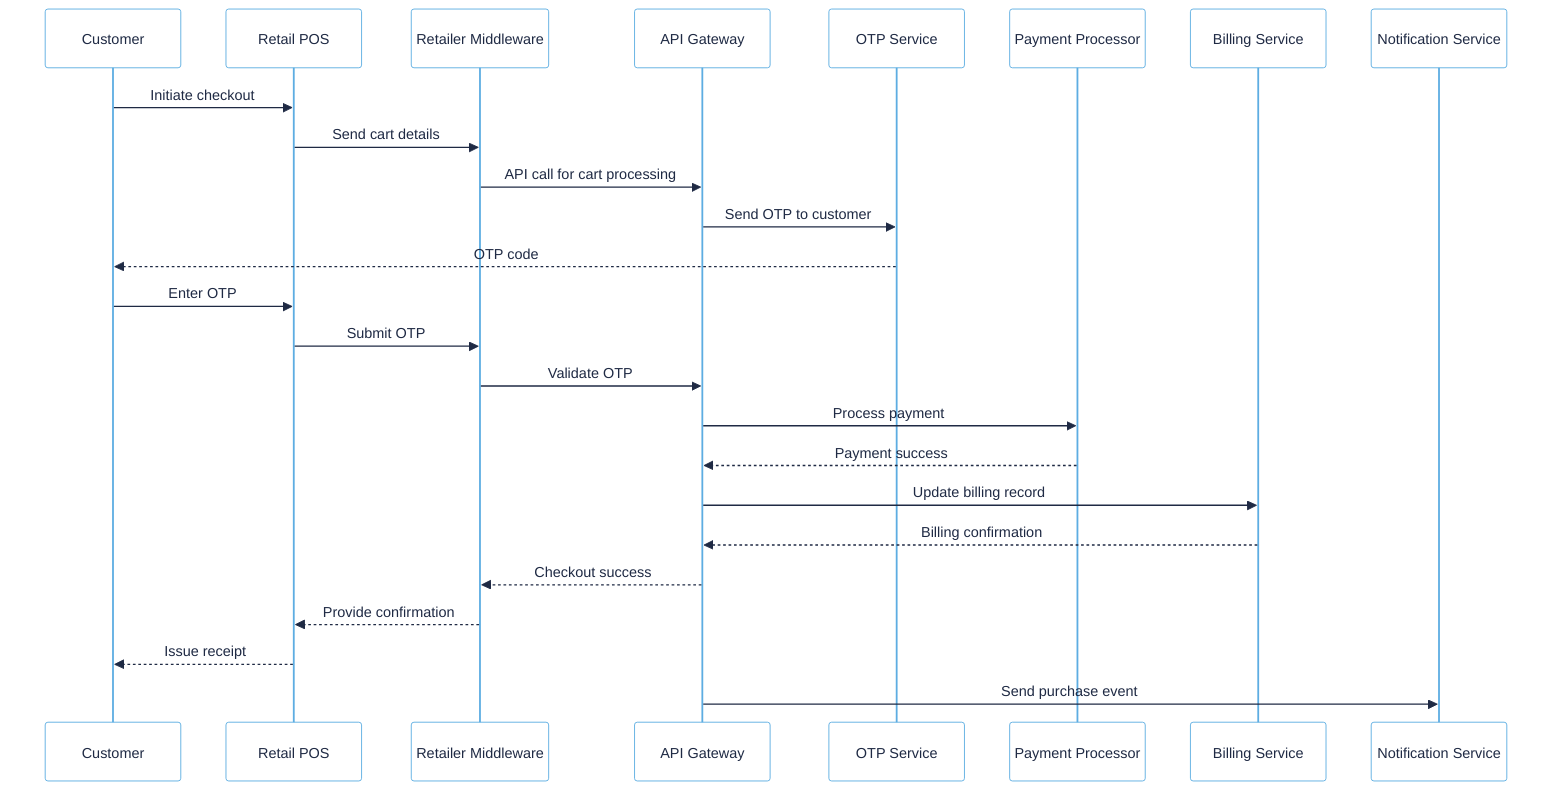 Customer
Retail POS
Retailer Middleware
API Gateway
OTP Service
Payment Processor
Billing Service
Notification Service
Initiate checkout
Send cart details
API call for cart processing
Send OTP to customer
OTP code
Enter OTP
Submit OTP
Validate OTP
Process payment
Payment success
Update billing record
Billing confirmation
Checkout success
Provide confirmation
Issue receipt
Send purchase event
Customer
Retail POS
Retailer Middleware
API Gateway
OTP Service
Payment Processor
Billing Service
Notification Service